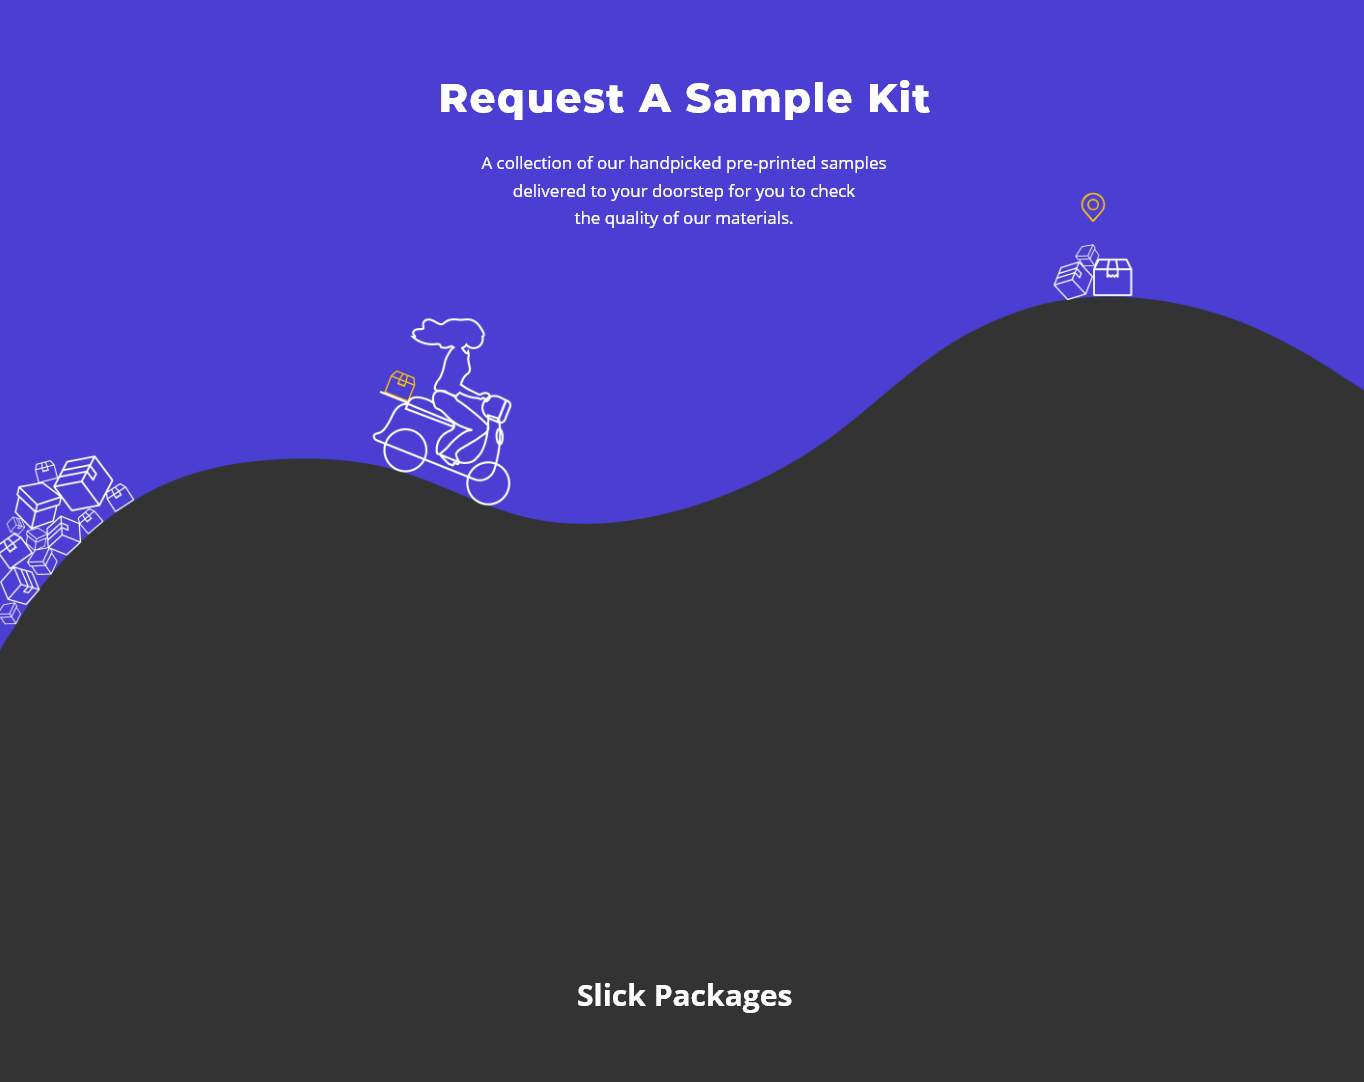 Request A Sample Kit
A collection of our handpicked pre-printed samples
delivered to your doorstep for you to check
the quality of our materials.
Slick Packages